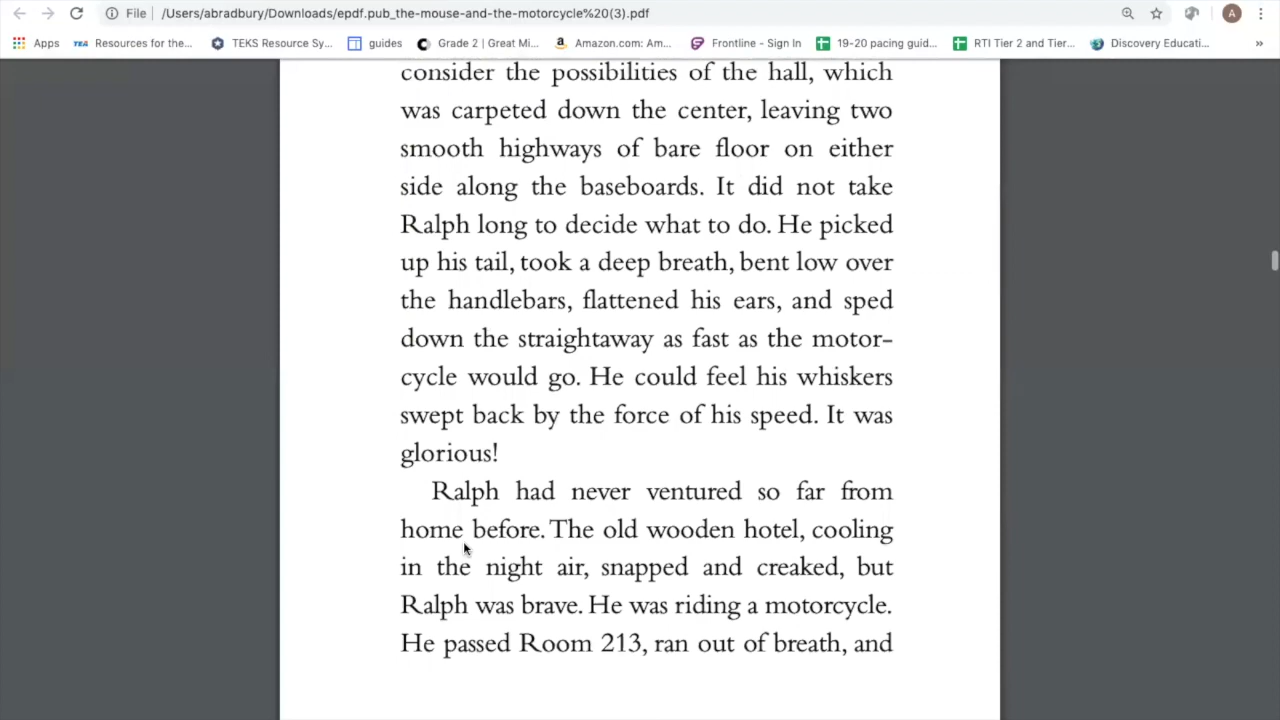 File /Users/abradbury/Downloads/epdf.pub_the-mouse-and-the-motorcycle%20(3).pdf A
Apps TEA Resources for the... TEKS Resource Sy... guides Grade 2 | Great Mi... a Amazon.com: Am... Frontline - Sign In 19-20 pacing guid... RTI Tier 2 and Tier... Discovery Educati... »
consider the possibilities of the hall, which
was carpeted down the center, leaving two
smooth highways of bare floor on either
side along the baseboards. It did not take
Ralph long to decide what to do. He picked
up his tail, took a deep breath, bent low over
the handlebars, flattened his ears, and sped
down the straightaway as fast as the motor-
cycle would go. He could feel his whiskers
swept back by the force of his speed. It was
glorious!
Ralph had never ventured so far from
home before. The old wooden hotel, cooling
in the night air, snapped and creaked, but
Ralph was brave. He was riding a motorcycle.
He passed Room 213, ran out of breath, and